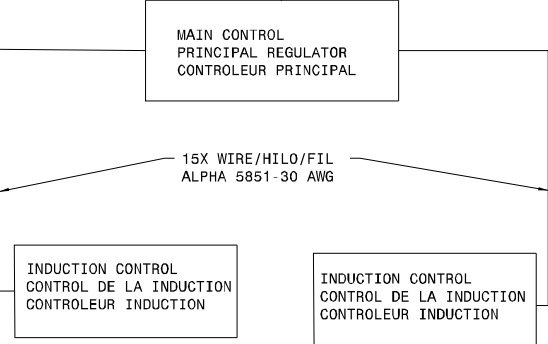 MAIN CONTROL
PRINCIPAL REGULATOR
CONTROLEUR PRINCIPAL
15X WIRE/HILO/FIL
ALPHA 5851-30 AWG
INDUCTION CONTROL
CONTROL DE LA INDUCTION
CONTROLEUR INDUCTION
INDUCTION CONTROL
CONTROL DE LA INDUCTION
CONTROLEUR INDUCTION